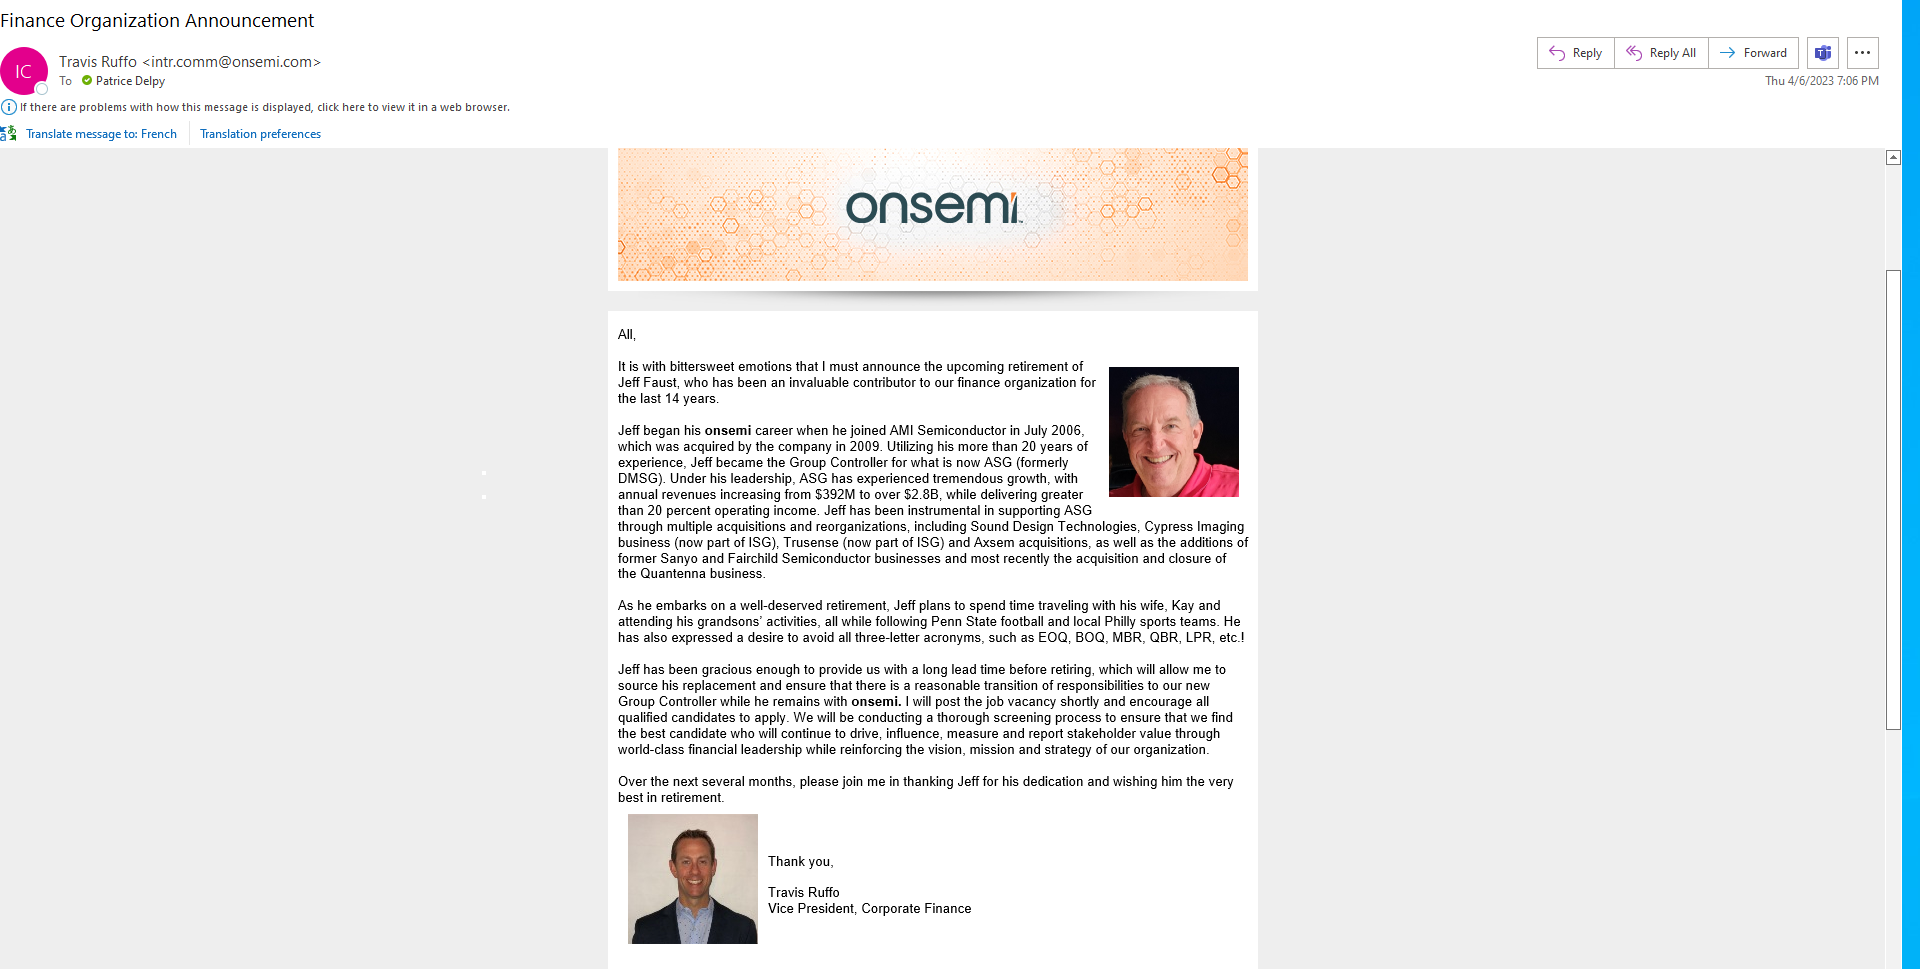 Finance Organization Announcement
IC
Travis Ruffo <intr.comm@onsemi.com>
To Patrice Delpy
Reply
Reply All
Forward
Thu 4/6/2023 7:06 PM
If there are problems with how this message is displayed, click here to view it in a web browser.
Translate message to: French
Translation preferences
onsemi
All,
It is with bittersweet emotions that I must announce the upcoming retirement of
Jeff Faust, who has been an invaluable contributor to our finance organization for
the last 14 years.
Jeff began his onsemi career when he joined AMI Semiconductor in July 2006,
which was acquired by the company in 2009. Utilizing his more than 20 years of
experience, Jeff became the Group Controller for what is now ASG (formerly
DMSG). Under his leadership, ASG has experienced tremendous growth, with
annual revenues increasing from $392M to over $2.8B, while delivering greater
than 20 percent operating income. Jeff has been instrumental in supporting ASG
through multiple acquisitions and reorganizations, including Sound Design Technologies, Cypress Imaging
business (now part of ISG), Trusense (now part of ISG) and Axsem acquisitions, as well as the additions of
former Sanyo and Fairchild Semiconductor businesses and most recently the acquisition and closure of
the Quantenna business.
As he embarks on a well-deserved retirement, Jeff plans to spend time traveling with his wife, Kay and
attending his grandsons’ activities, all while following Penn State football and local Philly sports teams. He
has also expressed a desire to avoid all three-letter acronyms, such as EOQ, BOQ, MBR, QBR, LPR, etc.!
Jeff has been gracious enough to provide us with a long lead time before retiring, which will allow me to
source his replacement and ensure that there is a reasonable transition of responsibilities to our new
Group Controller while he remains with onsemi. I will post the job vacancy shortly and encourage all
qualified candidates to apply. We will be conducting a thorough screening process to ensure that we find
the best candidate who will continue to drive, influence, measure and report stakeholder value through
world-class financial leadership while reinforcing the vision, mission and strategy of our organization.
Over the next several months, please join me in thanking Jeff for his dedication and wishing him the very
best in retirement.
Thank you,
Travis Ruffo
Vice President, Corporate Finance